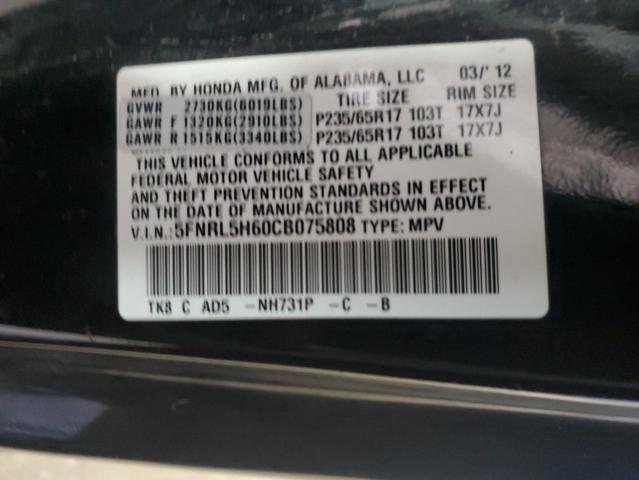 MFD. BY HONDA MFG. OF ALABAMA, LLC 03/' 12
GVWR 2730KG(6019LBS) TIRE SIZE RIM SIZE
GAWR F 1320KG(2910LBS) P235/65R17 103T 17X7J
GAWR R 1515KG(3340LBS) P235/65R17 103T 17X7J
THIS VEHICLE CONFORMS TO ALL APPLICABLE
FEDERAL MOTOR VEHICLE SAFETY
AND THEFT PREVENTION STANDARDS IN EFFECT
ON THE DATE OF MANUFACTURE SHOWN ABOVE.
V.I.N.:5FNRL5H60CB075808 TYPE: MPV
TK8 C AD5 -NH731P -C -B